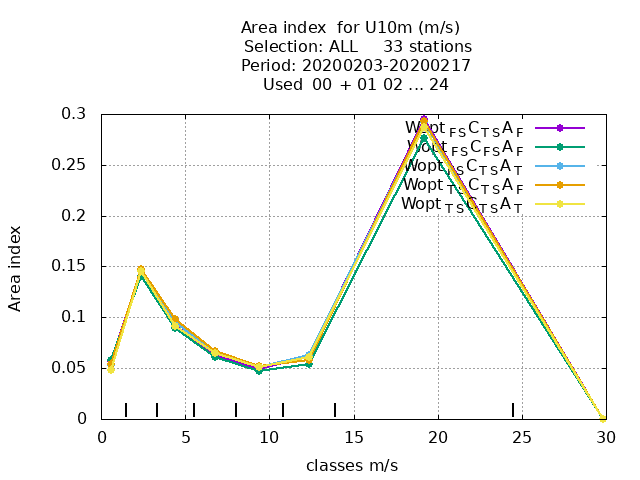 Area index  for U10m (m/s)
Selection: ALL     33 stations
Period: 20200203-20200217
Used  00 + 01 02 ... 24
0.3
0.25
0.2
0.15
0.1
0.05
0
0 5 10 15 20 25 30
Area index
classes m/s
Wopt FS C TS A F
Wopt FS C FS A F
Wopt FS C TS A T
Wopt TS C TS A F
Wopt TS C TS A T